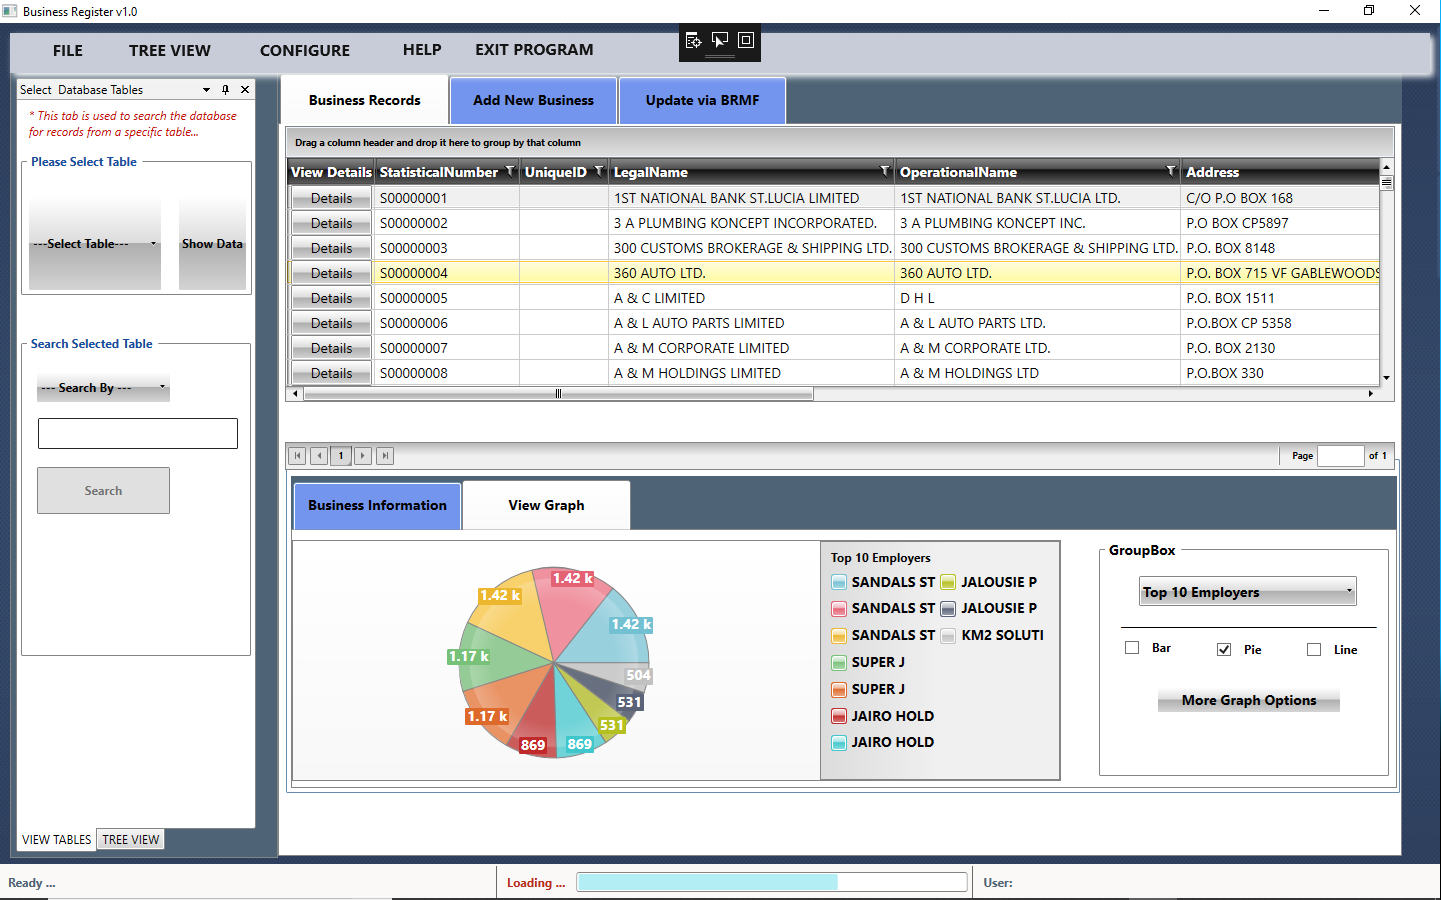 Business Register v1.0
FILE TREE VIEW CONFIGURE HELP EXIT PROGRAM
Select Database Tables
* This tab is used to search the database
for records from a specific table...
Please Select Table
---Select Table---
Show Data
Search Selected Table
--- Search By ---
Search
VIEW TABLES TREE VIEW
Business Records Add New Business Update via BRMF
Drag a column header and drop it here to group by that column
View Details StatisticalNumber UniqueID LegalName OperationalName Address
Details S00000001 1ST NATIONAL BANK ST.LUCIA LIMITED 1ST NATIONAL BANK ST.LUCIA LTD. C/O P.O BOX 168
Details S00000002 3 A PLUMBING KONCEPT INCORPORATED. 3 A PLUMBING KONCEPT INC. P.O BOX CP5897
Details S00000003 300 CUSTOMS BROKERAGE & SHIPPING LTD. 300 CUSTOMS BROKERAGE & SHIPPING LTD. P.O. BOX 8148
Details S00000004 360 AUTO LTD. 360 AUTO LTD. P.O. BOX 715 VF GABLEWOODS
Details S00000005 A & C LIMITED D H L P.O. BOX 1511
Details S00000006 A & L AUTO PARTS LIMITED A & L AUTO PARTS LTD. P.O.BOX CP 5358
Details S00000007 A & M CORPORATE LIMITED A & M CORPORATE LTD. P.O. BOX 2130
Details S00000008 A & M HOLDINGS LIMITED A & M HOLDINGS LTD P.O.BOX 330
1
Page of 1
Business Information View Graph
1.42 k
1.42 k
1.42 k
1.17 k
504
531
1.17 k
531
869
869
Top 10 Employers
SANDALS ST JALOUSIE P
SANDALS ST JALOUSIE P
SANDALS ST KM2 SOLUTI
SUPER J
SUPER J
JAIRO HOLD
JAIRO HOLD
GroupBox
Top 10 Employers
Bar Pie Line
More Graph Options
Ready ... Loading ... User: